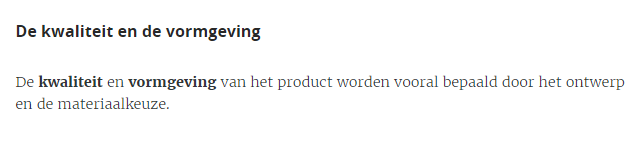 De kwaliteit en de vormgeving
De kwaliteit en vormgeving van het product worden vooral bepaald door het ontwerp
en de materiaalkeuze.